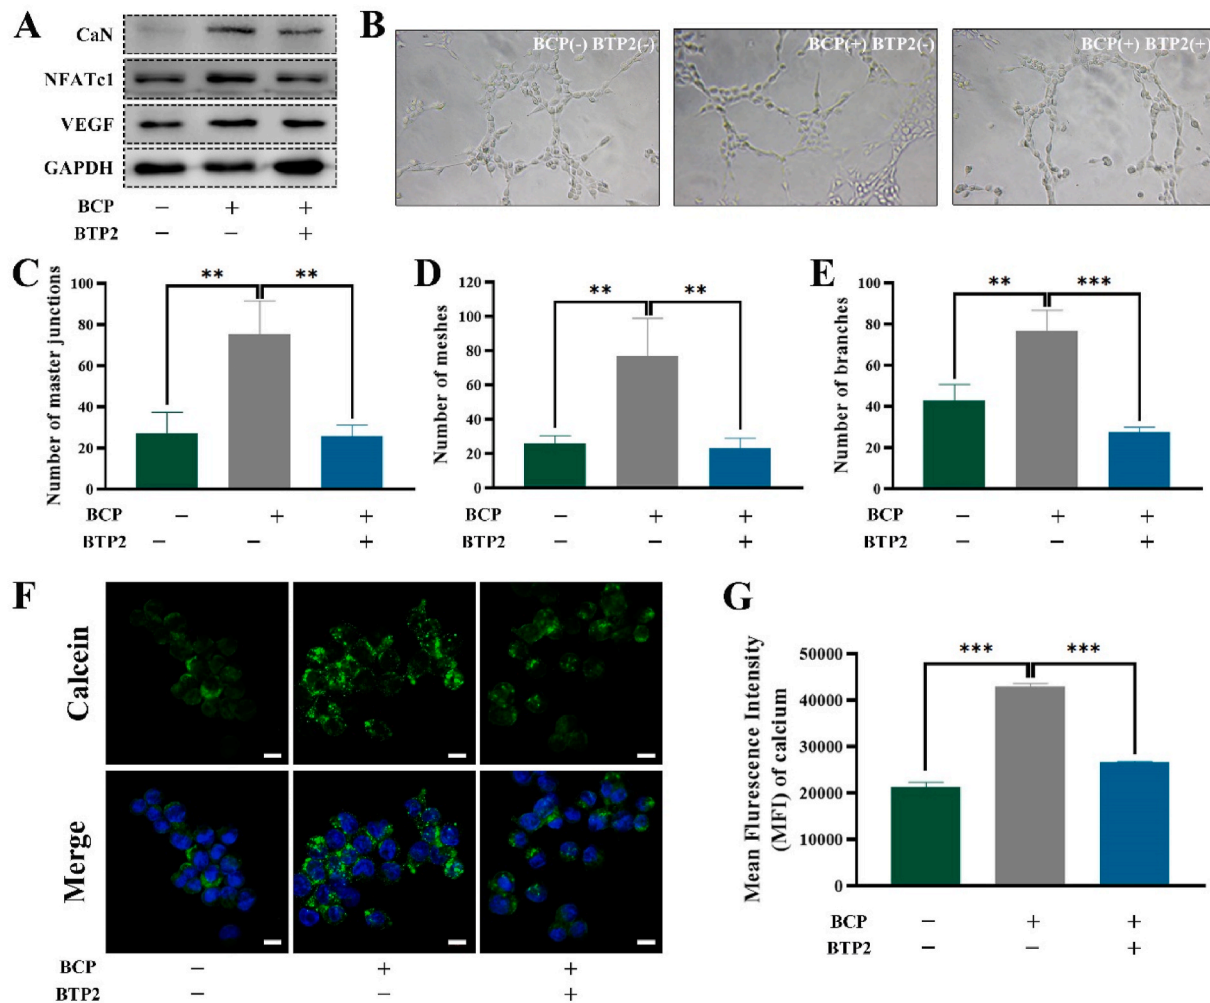 A
CaN
NFATc1
VEGF
GAPDH
BCP − + +
BTP2 − − +
B
BCP(-) BTP2(-)
BCP(+) BTP2(-)
BCP(+) BTP2(+)
C
Number of master junctions
100
80
60
40
20
0
** **
BCP − + +
BTP2 − − +
D
Number of meshes
120
100
80
60
40
20
0
** **
BCP − + +
BTP2 − − +
E
Number of branches
100
80
60
40
20
0
** ***
BCP − + +
BTP2 − − +
F
Calcein
Merge
BCP − + +
BTP2 − − +
G
Mean Flurescence Intensity
(MFI) of calcium
50000
40000
30000
20000
10000
0
*** ***
BCP − + +
BTP2 − − +